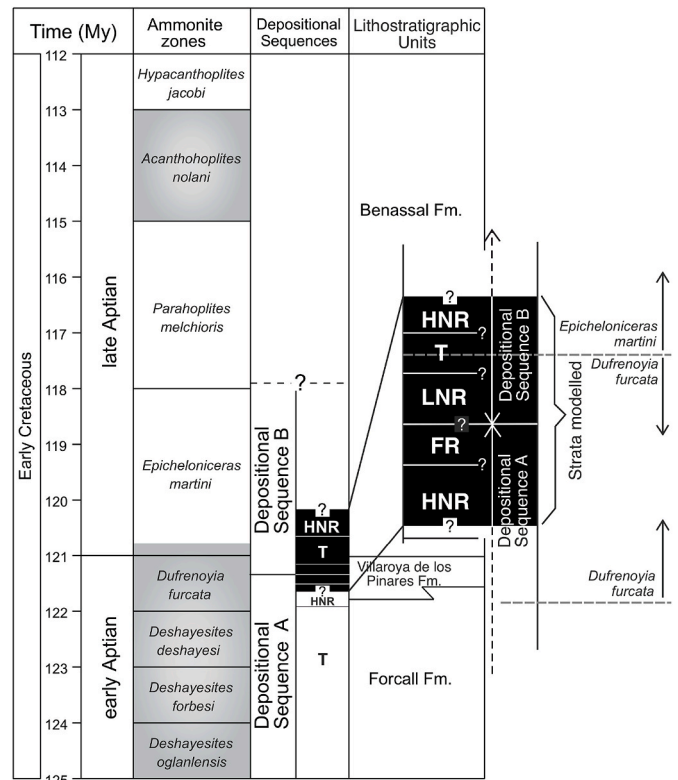 Time (My)
Ammonite
zones
Depositional
Sequences
Lithostratigraphic
Units
Early Cretaceous
late Aptian
early Aptian
112
113
114
115
116
117
118
119
120
121
122
123
124
125
Hypacanthoplites
jacobi
Acanthohoplites
nolani
Parahoplites
melchioris
Epicheloniceras
martini
Dufrenoyia
furcata
Deshayesites
deshayesi
Deshayesites
forbesi
Deshayesites
oglanlensis
?
Depositional
Sequence B
Depositional
Sequence A
?
HNR
T
?
HNR
T
Benassal Fm.
Villaroya de los
Pinares Fm.
Forcall Fm.
?
HNR
?
T
?
LNR
?
FR
?
HNR
?
Depositional
Sequence B
Depositional
Sequence A
Strata modelled
Epicheloniceras
martini
Dufrenoyia
furcata
Dufrenoyia
furcata